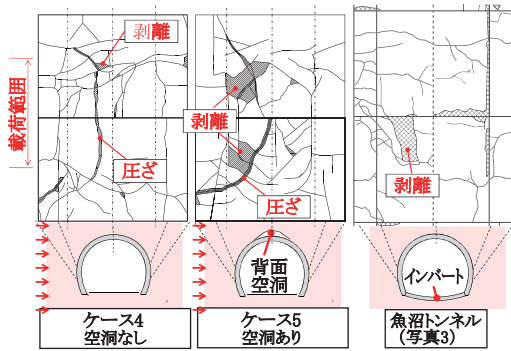 剥離
載荷範囲
圧ざ
剥離
圧ざ
剥離
背面
空洞
インバート
ケース4
空洞なし
ケース5
空洞あり
魚沼トンネル
(写真3)